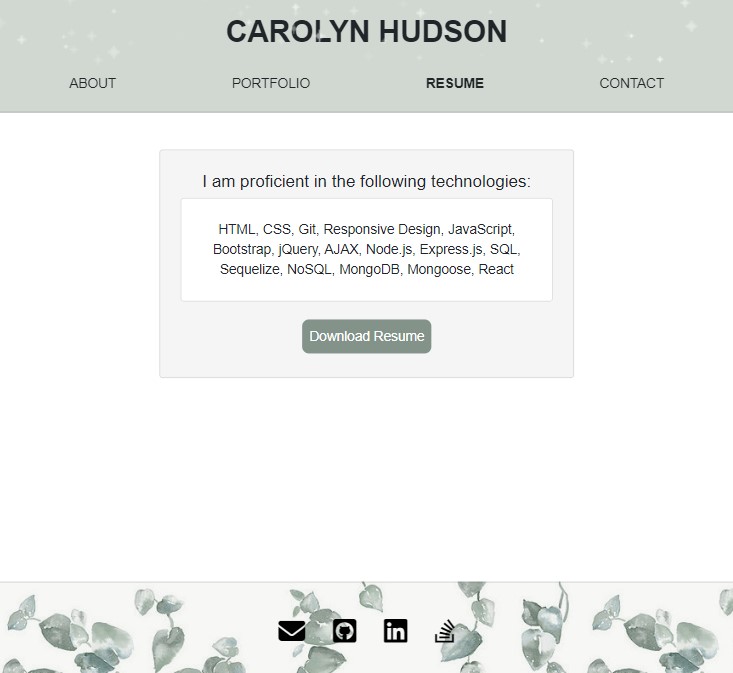 CAROLYN HUDSON
ABOUT PORTFOLIO RESUME CONTACT
I am proficient in the following technologies:
HTML, CSS, Git, Responsive Design, JavaScript,
Bootstrap, jQuery, AJAX, Node.js, Express.js, SQL,
Sequelize, NoSQL, MongoDB, Mongoose, React
Download Resume
in